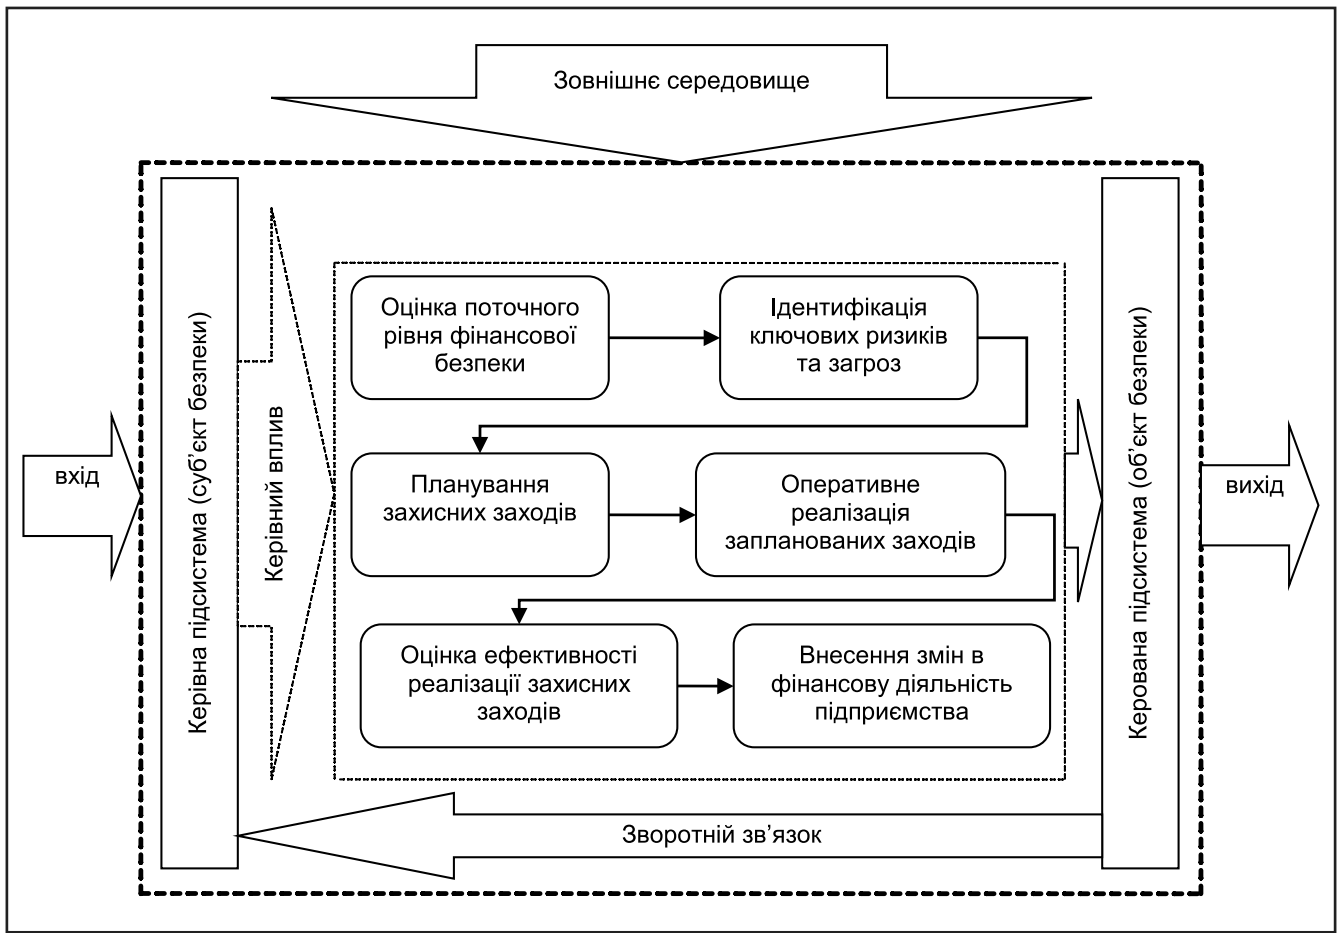 Зовнішнє середовище
вхід
Керівна підсистема (суб’єкт безпеки)
Керівний вплив
Оцінка поточного
рівня фінансової
безпеки
Ідентифікація
ключових ризиків
та загроз
Планування
захисних заходів
Оперативне
реалізація
запланованих заходів
Оцінка ефективності
реалізації захисних
заходів
Внесення змін в
фінансову діяльність
підприємства
Керована підсистема (об’єкт безпеки)
вихід
Зворотній зв’язок